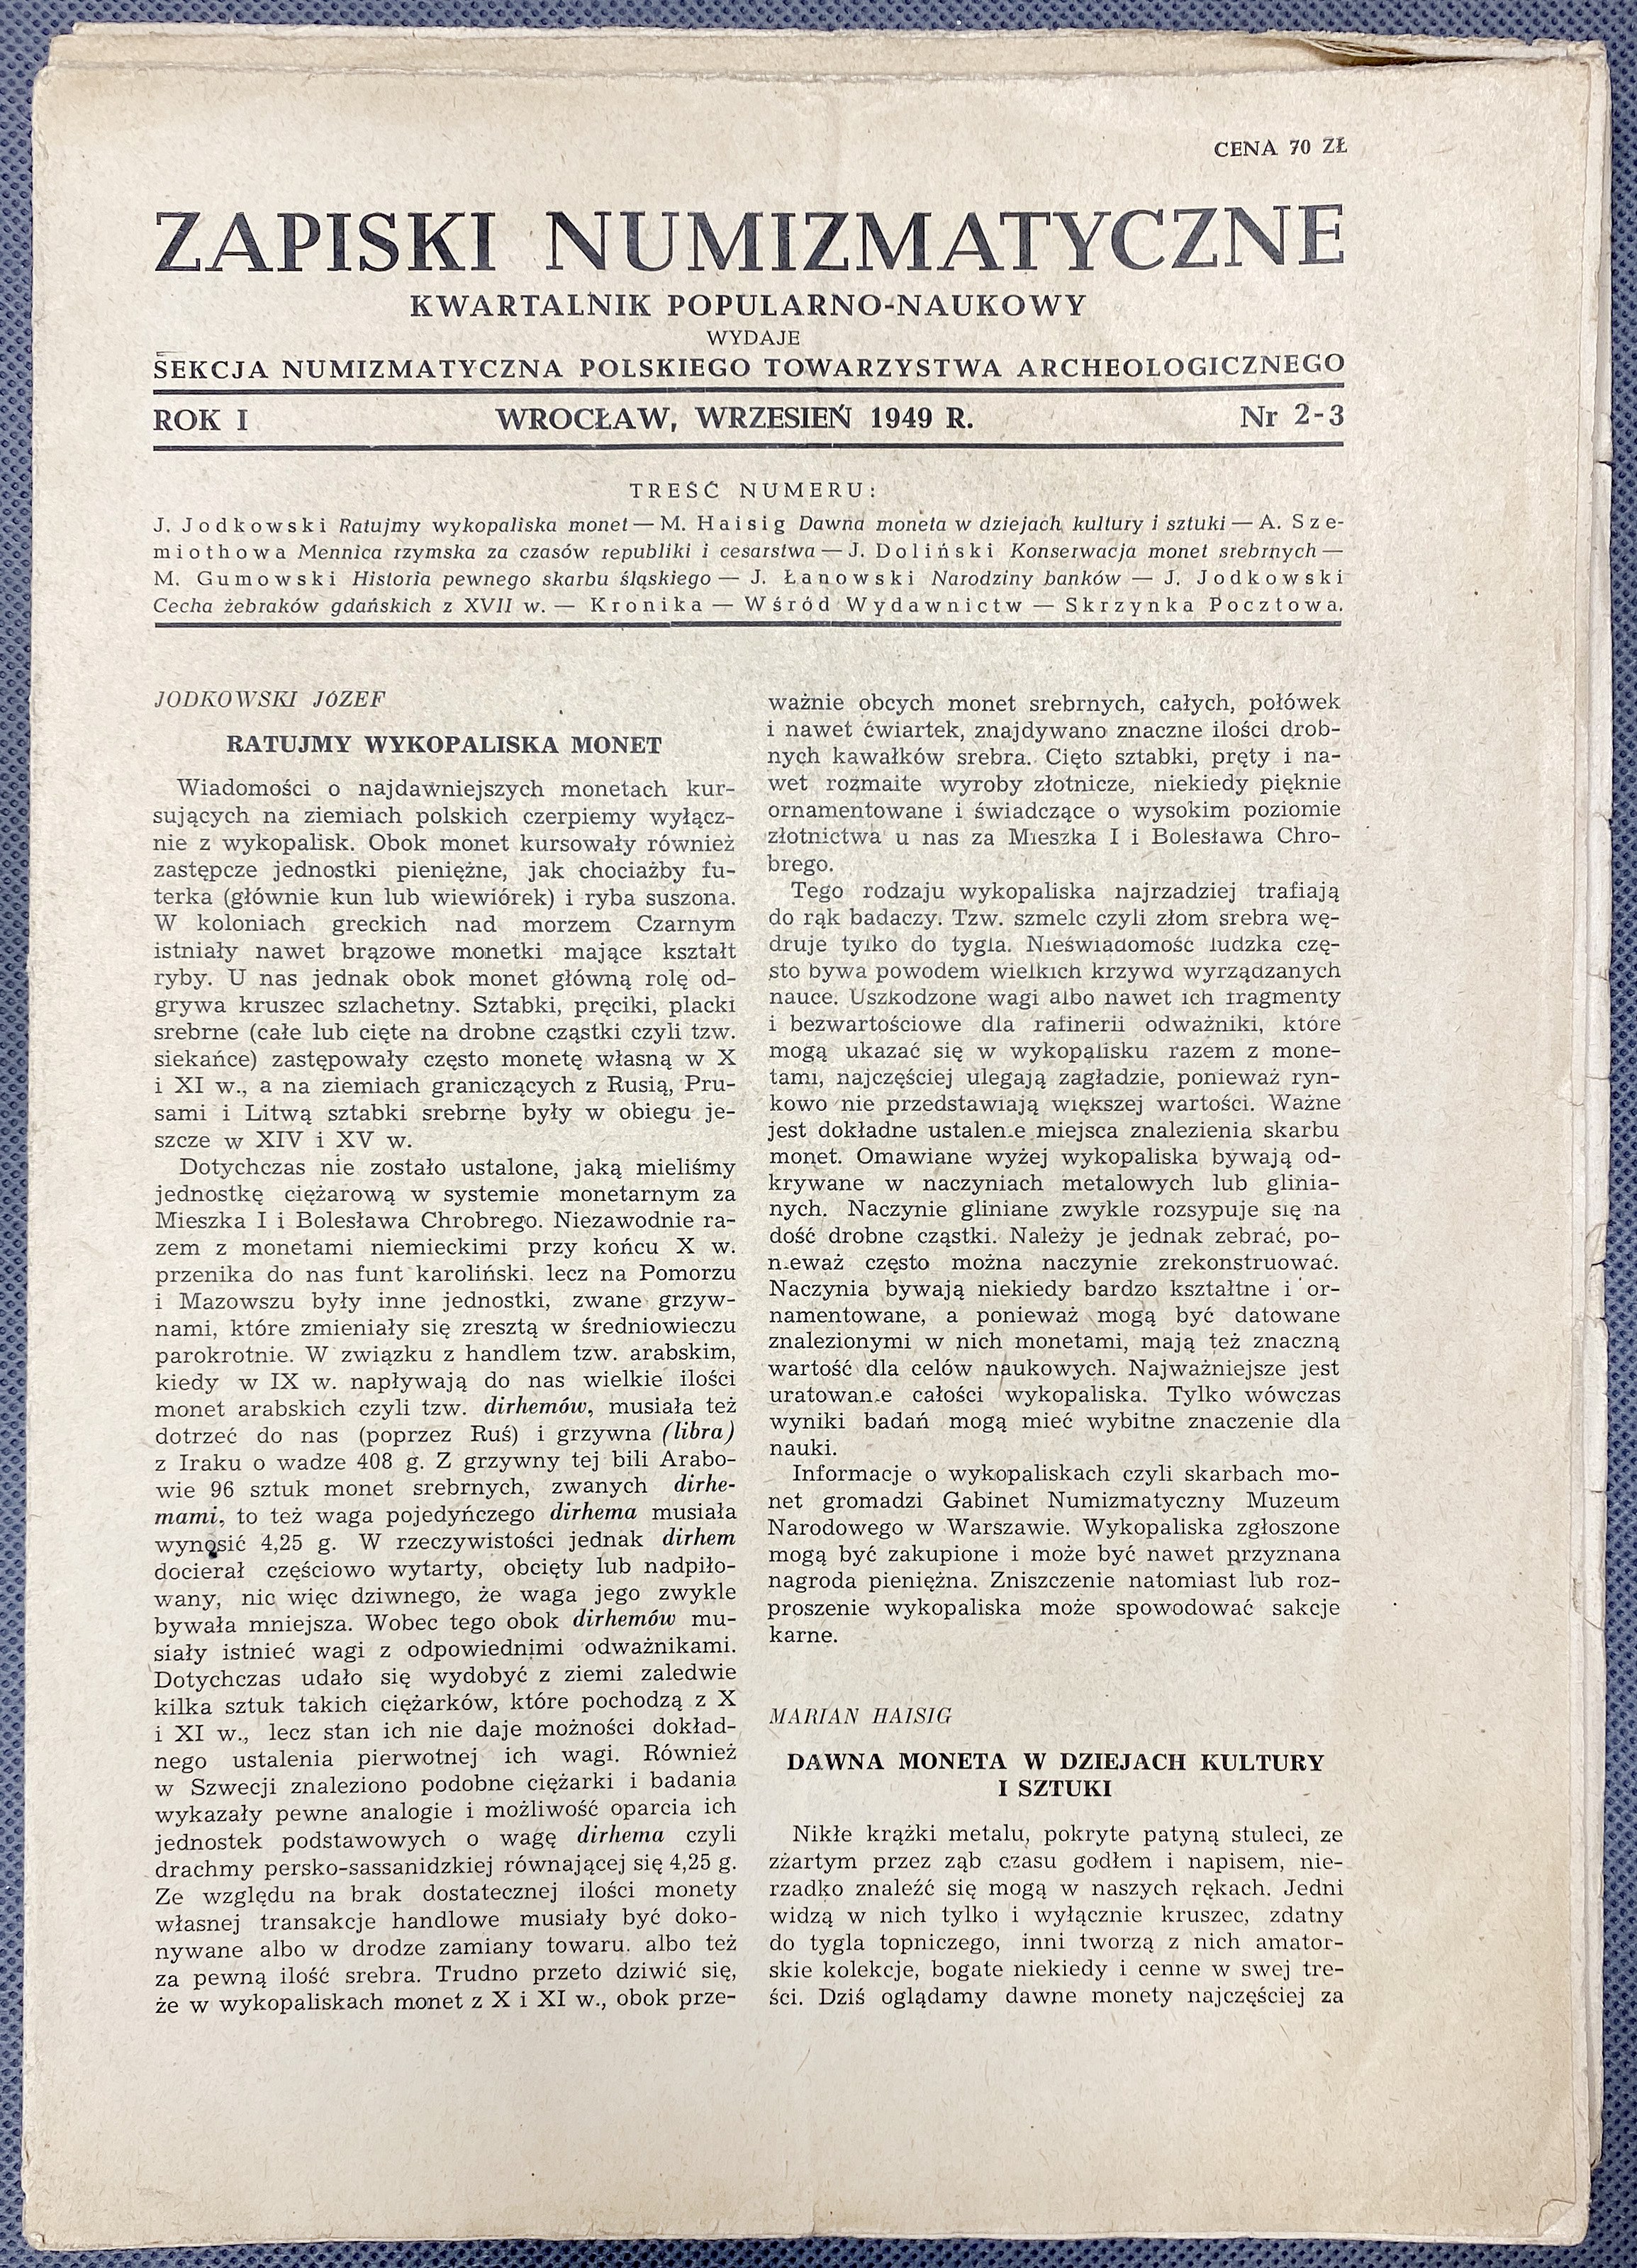 CENA 70 ZŁ
ZAPISKI NUMIZMATYCZNE
KWARTALNIK POPULARNO-NAUKOWY
WYDAJE
SEKCJA NUMIZMATYCZNA POLSKIEGO TOWARZYSTWA ARCHEOLOGICZNEGO
ROK I WROCŁAW, WRZESIEŃ 1949 R. Nr 2-3
TREŚĆ NUMERU:
J. Jodkowski Ratujmy wykopaliska monet — M. Haisig Dawna moneta w dziejach kultury i sztuki — A. Sze-
miothowa Mennica rzymska za czasów republiki i cesarstwa — J. Doliński Konserwacja monet srebrnych —
M. Gumowski Historia pewnego skarbu śląskiego — J. Łanowski Narodziny banków — J. Jodkowski
Cecha żebraków gdańskich z XVII w. — Kronika — Wśród Wydawnictw — Skrzynka Pocztowa.
JODKOWSKI JÓZEF
RATUJMY WYKOPALISKA MONET
Wiadomości o najdawniejszych monetach kur-
sujących na ziemiach polskich czerpiemy wyłącz-
nie z wykopalisk. Obok monet kursowały również
zastępcze jednostki pieniężne, jak chociażby fu-
terka (głównie kun lub wiewiórek) i ryba suszona.
W koloniach greckich nad morzem Czarnym
istniały nawet brązowe monetki mające kształt
ryby. U nas jednak obok monet główną rolę od-
grywa kruszec szlachetny. Sztabki, pręciki, placki
srebrne (całe lub cięte na drobne cząstki czyli tzw.
siekańce) zastępowały często monetę własną w X
i XI w., a na ziemiach graniczących z Rusią, Pru-
sami i Litwą sztabki srebrne były w obiegu je-
szcze w XIV i XV w.
Dotychczas nie zostało ustalone, jaką mieliśmy
jednostkę ciężarową w systemie monetarnym za
Mieszka I i Bolesława Chrobrego. Niezawodnie ra-
zem z monetami niemieckimi przy końcu X w.
przenika do nas funt karoliński. lecz na Pomorzu
i Mazowszu były inne jednostki, zwane grzyw-
nami, które zmieniały się zresztą w średniowieczu
parokrotnie. W związku z handlem tzw. arabskim,
kiedy w IX w. napływają do nas wielkie ilości
monet arabskich czyli tzw. dirhemów, musiała też
dotrzeć do nas (poprzez Ruś) i grzywna (libra)
z Iraku o wadze 408 g. Z grzywny tej bili Arabo-
wie 96 sztuk monet srebrnych, zwanych dirhe-
mami, to też waga pojedyńczego dirhema musiała
wynosić 4,25 g. W rzeczywistości jednak dirhem
docierał częściowo wytarty, obcięty lub nadpiło-
wany, nic więc dziwnego, że waga jego zwykle
bywała mniejsza. Wobec tego obok dirhemów mu-
siały istnieć wagi z odpowiednimi odważnikami.
Dotychczas udało się wydobyć z ziemi zaledwie
kilka sztuk takich ciężarków, które pochodzą z X
i XI w., lecz stan ich nie daje możności dokład-
nego ustalenia pierwotnej ich wagi. Również
w Szwecji znaleziono podobne ciężarki i badania
wykazały pewne analogie i możliwość oparcia ich
jednostek podstawowych o wagę dirhema czyli
drachmy persko-sassanidzkiej równającej się 4,25 g.
Ze względu na brak dostatecznej ilości monety
własnej transakcje handlowe musiały być doko-
nywane albo w drodze zamiany towaru. albo też
za pewną ilość srebra. Trudno przeto dziwić się,
że w wykopaliskach monet z X i XI w., obok prze-
ważnie obcych monet srebrnych, całych, połówek
i nawet ćwiartek, znajdywano znaczne ilości drob-
nych kawałków srebra. Cięto sztabki, pręty i na-
wet rozmaite wyroby złotnicze, niekiedy pięknie
ornamentowane i świadczące o wysokim poziomie
złotnictwa u nas za Mieszka I i Bolesława Chro-
brego.
Tego rodzaju wykopaliska najrzadziej trafiają
do rąk badaczy. Tzw. szmelc czyli złom srebra wę-
druje tylko do tygla. Nieświadomość ludzka czę-
sto bywa powodem wielkich krzywd wyrządzanych
nauce. Uszkodzone wagi albo nawet ich fragmenty
i bezwartościowe dla rafinerii odważniki, które
mogą ukazać się w wykopalisku razem z mone-
tami, najczęściej ulegają zagładzie, ponieważ ryn-
kowo nie przedstawiają większej wartości. Ważne
jest dokładne ustalen.e miejsca znalezienia skarbu
monet. Omawiane wyżej wykopaliska bywają od-
krywane w naczyniach metalowych lub glinia-
nych. Naczynie gliniane zwykle rozsypuje się na
dość drobne cząstki. Należy je jednak zebrać, po-
n.eważ często można naczynie zrekonstruować.
Naczynia bywają niekiedy bardzo kształtne i or-
namentowane, a ponieważ mogą być datowane
znalezionymi w nich monetami, mają też znaczną
wartość dla celów naukowych. Najważniejsze jest
uratowan.e całości wykopaliska. Tylko wówczas
wyniki badań mogą mieć wybitne znaczenie dla
nauki.
Informacje o wykopaliskach czyli skarbach mo-
net gromadzi Gabinet Numizmatyczny Muzeum
Narodowego w Warszawie. Wykopaliska zgłoszone
mogą być zakupione i może być nawet przyznana
nagroda pieniężna. Zniszczenie natomiast lub roz-
proszenie wykopaliska może spowodować sakcje
karne.
MARIAN HAISIG
DAWNA MONETA W DZIEJACH KULTURY
I SZTUKI
Nikłe krążki metalu, pokryte patyną stuleci, ze
zżartym przez ząb czasu godłem i napisem, nie-
rzadko znaleźć się mogą w naszych rękach. Jedni
widzą w nich tylko i wyłącznie kruszec, zdatny
do tygla topniczego, inni tworzą z nich amator-
skie kolekcje, bogate niekiedy i cenne w swej tre-
ści. Dziś oglądamy dawne monety najczęściej za